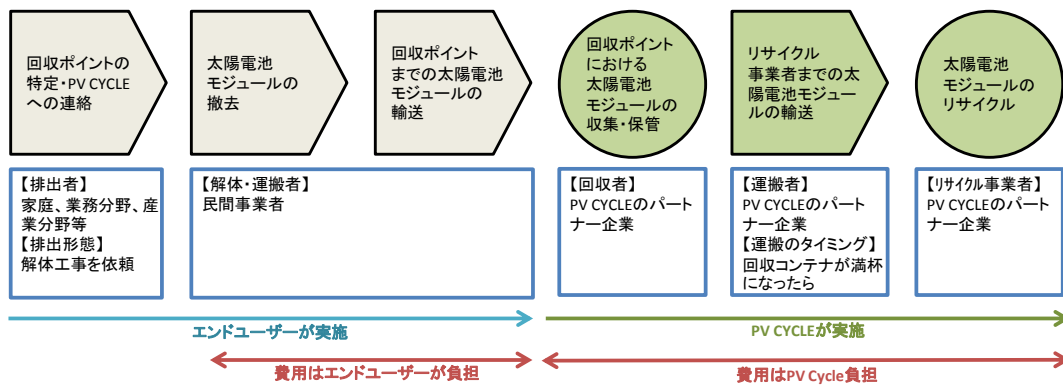 回収ポイントの
特定・PV CYCLE
への連絡
太陽電池
モジュールの
撤去
回収ポイント
までの太陽電池
モジュールの
輸送
回収ポイント
における
太陽電池
モジュールの
収集・保管
リサイクル
事業者までの太
陽電池モジュー
ルの輸送
太陽電池
モジュールの
リサイクル
【排出者】
家庭、業務分野、産
業分野等
【排出形態】
解体工事を依頼
【解体・運搬者】
民間事業者
【回収者】
PV CYCLEのパート
ナー企業
【運搬者】
PV CYCLEのパー
トナー企業
【運搬のタイミング】
回収コンテナが満杯
になったら
【リサイクル事業者】
PV CYCLEのパー
トナー企業
エンドユーザーが実施
PV CYCLEが実施
費用はエンドユーザーが負担
費用はPV Cycle負担